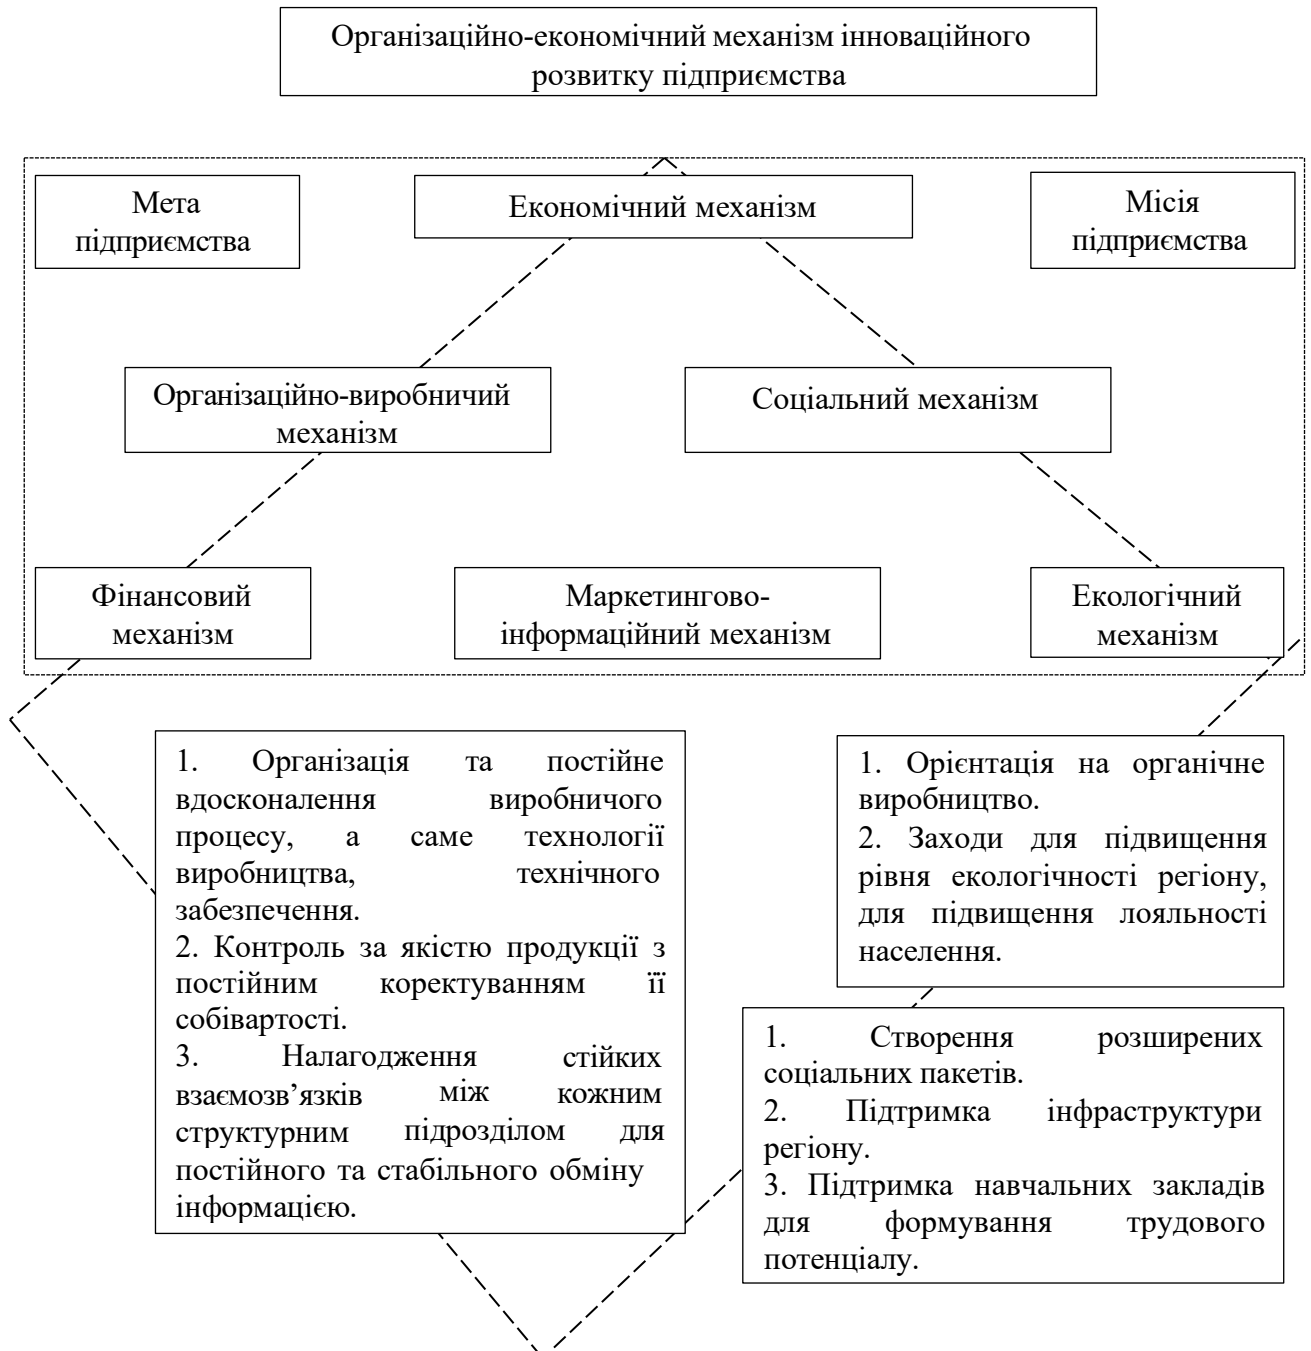 Організаційно-економічний механізм інноваційного
розвитку підприємства
Мета
підприємства
Економічний механізм
Місія
підприємства
Організаційно-виробничий
механізм
Соціальний механізм
Фінансовий
механізм
Маркетингово-
інформаційний механізм
Екологічний
механізм
1. Організація та постійне
вдосконалення виробничого
процесу, а саме технології
виробництва, технічного
забезпечення.
2. Контроль за якістю продукції з
постійним коректуванням її
собівартості.
3. Налагодження стійких
взаємозв’язків між кожним
структурним підрозділом для
постійного та стабільного обміну
інформацією.
1. Орієнтація на органічне
виробництво.
2. Заходи для підвищення
рівня екологічності регіону,
для підвищення лояльності
населення.
1. Створення розширених
соціальних пакетів.
2. Підтримка інфраструктури
регіону.
3. Підтримка навчальних закладів
для формування трудового
потенціалу.